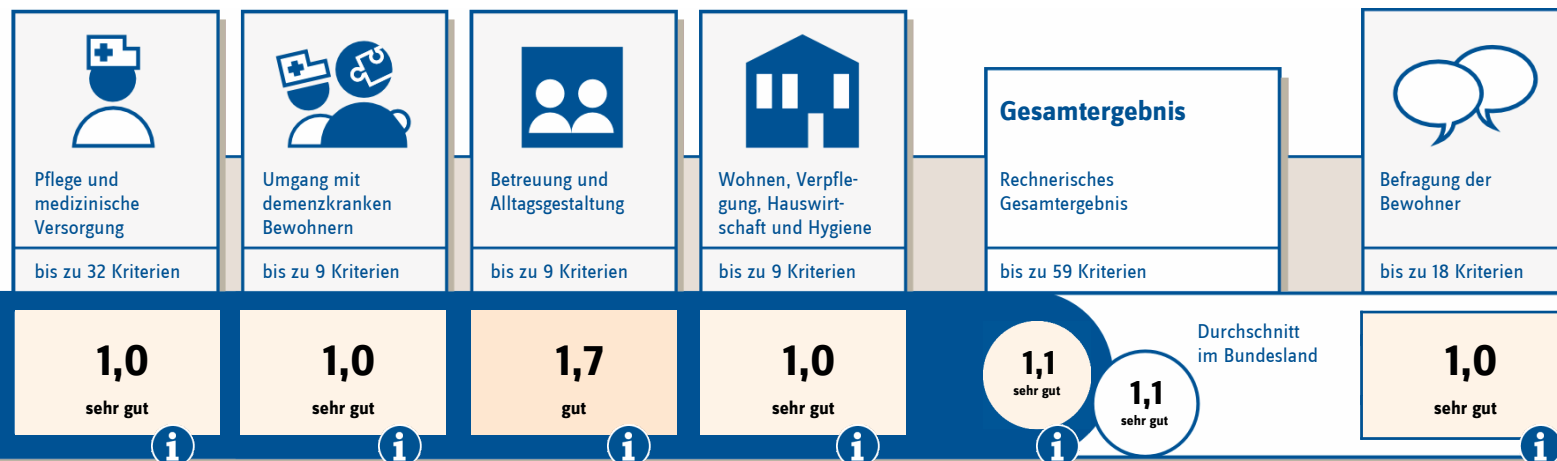 Pflege und
medizinische
Versorgung
bis zu 32 Kriterien
1,0
sehr gut
i
Umgang mit
demenzkranken
Bewohnern
bis zu 9 Kriterien
1,0
sehr gut
i
Betreuung und
Alltagsgestaltung
bis zu 9 Kriterien
1,7
gut
i
Wohnen, Verpfle-
gung, Hauswirt-
schaft und Hygiene
bis zu 9 Kriterien
1,0
sehr gut
i
Gesamtergebnis
Rechnerisches
Gesamtergebnis
bis zu 59 Kriterien
1,1
sehr gut
i
Durchschnitt
im Bundesland
1,1
sehr gut
Befragung der
Bewohner
bis zu 18 Kriterien
1,0
sehr gut
i